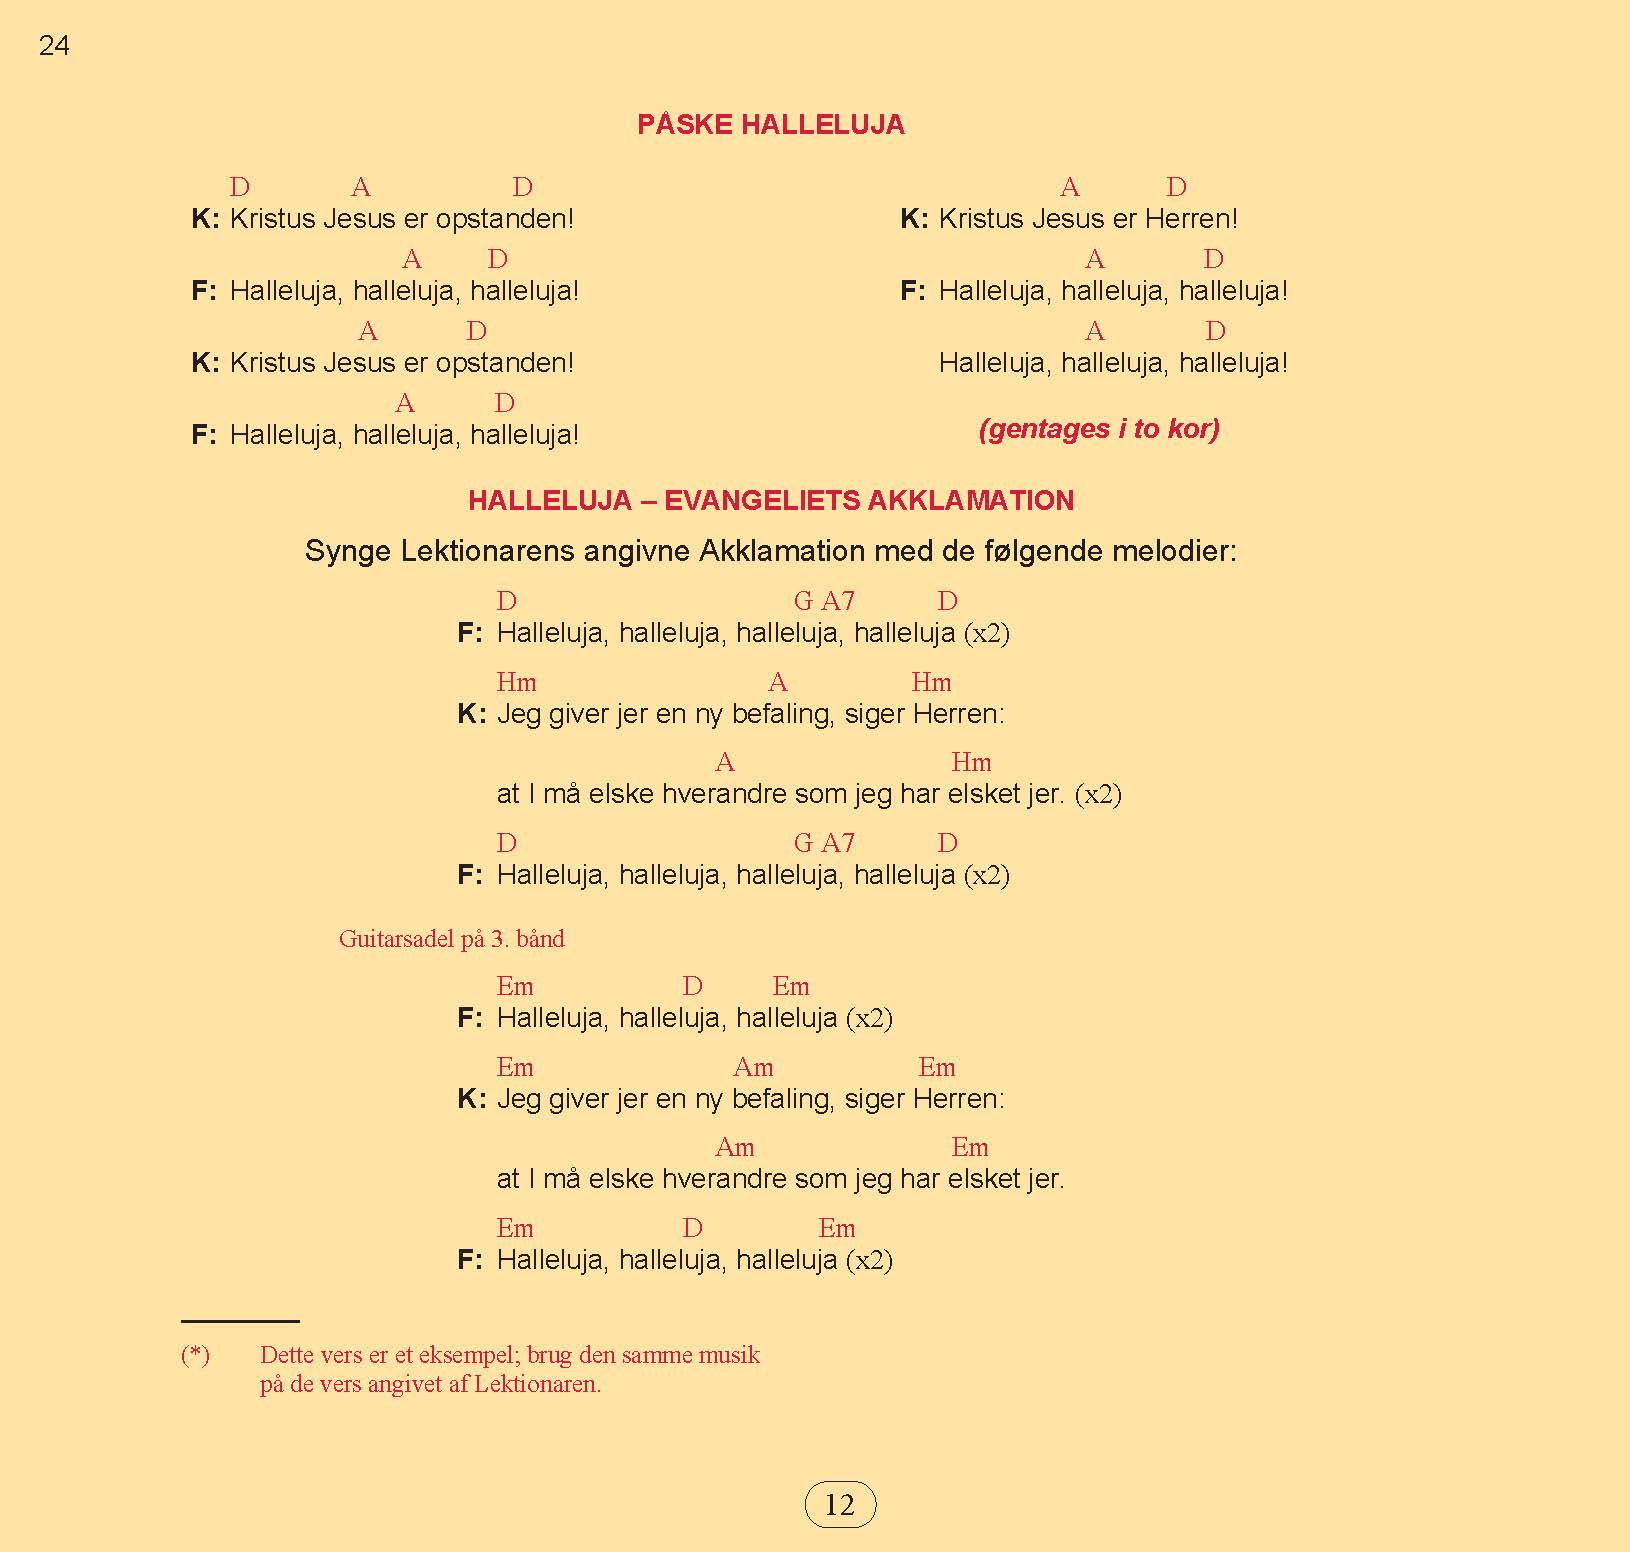 24
PÅSKE HALLELUJA
D A D
K: Kristus Jesus er opstanden!
A D
F: Halleluja, halleluja, halleluja!
A D
K: Kristus Jesus er opstanden!
A D
F: Halleluja, halleluja, halleluja!
A D
K: Kristus Jesus er Herren!
A D
F: Halleluja, halleluja, halleluja!
A D
Halleluja, halleluja, halleluja!
(gentages i to kor)
HALLELUJA – EVANGELIETS AKKLAMATION
Synge Lektionarens angivne Akklamation med de følgende melodier:
D G A7 D
F: Halleluja, halleluja, halleluja, halleluja (x2)
Hm A Hm
K: Jeg giver jer en ny befaling, siger Herren:
A Hm
at I må elske hverandre som jeg har elsket jer. (x2)
D G A7 D
F: Halleluja, halleluja, halleluja, halleluja (x2)
Guitarsadel på 3. bånd
Em D Em
F: Halleluja, halleluja, halleluja (x2)
Em Am Em
K: Jeg giver jer en ny befaling, siger Herren:
Am Em
at I må elske hverandre som jeg har elsket jer.
Em D Em
F: Halleluja, halleluja, halleluja (x2)
(*) Dette vers er et eksempel; brug den samme musik
på de vers angivet af Lektionaren.
12